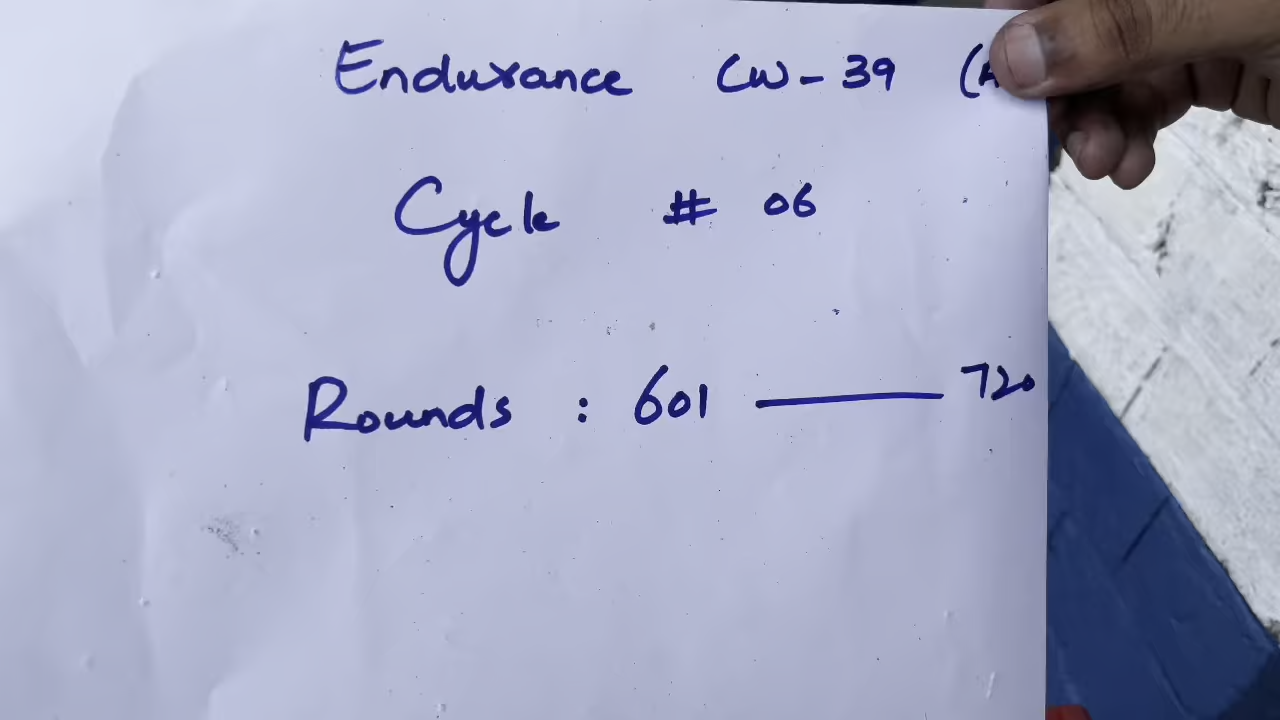 Endurance CW-39
Cycle # 06
Rounds : 601 — 720